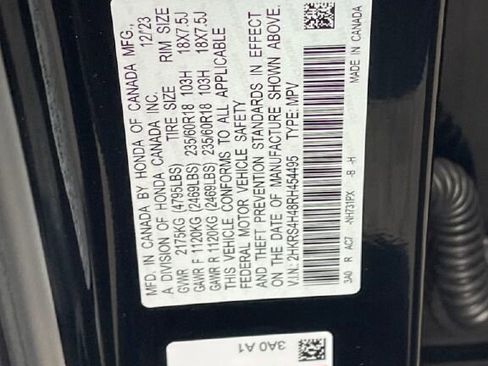 MFD. IN CANADA BY HONDA OF CANADA MFG.,
A DIVISION OF HONDA CANADA INC. 12/23
TIRE SIZE RIM SIZE
GVWR 2175KG (4795LBS)
GAWR F 1120KG (2469LBS) 235/60R18 103H 18X7.5J
GAWR R 1120KG (2469LBS) 235/60R18 103H 18X7.5J
THIS VEHICLE CONFORMS TO ALL APPLICABLE
FEDERAL MOTOR VEHICLE SAFETY
AND THEFT PREVENTION STANDARDS IN EFFECT
ON THE DATE OF MANUFACTURE SHOWN ABOVE.
V.I.N.: 2HKRS4H48RH454495 TYPE: MPV
3A0 R AC7 -NH731PX -B -H MADE IN CANADA
3A0 A1